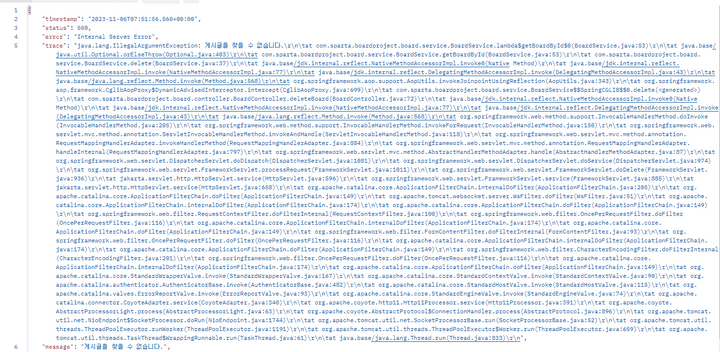 1 {
2 "timestamp": "2023-11-06T07:51:56.560+00:00",
3 "status": 500,
4 "error": "Internal Server Error",
5 "trace": "java.lang.IllegalArgumentException: 게시글을 찾을 수 없습니다.\r\n\tat com.sparta.boardproject.board.service.BoardService.lambda$getBoardById$0(BoardService.java:53)\r\n\tat java.base/
java.util.Optional.orElseThrow(Optional.java:403)\r\n\tat com.sparta.boardproject.board.service.BoardService.getBoardById(BoardService.java:53)\r\n\tat com.sparta.boardproject.board.
service.BoardService.delete(BoardService.java:37)\r\n\tat java.base/jdk.internal.reflect.NativeMethodAccessorImpl.invoke0(Native Method)\r\n\tat java.base/jdk.internal.reflect.
NativeMethodAccessorImpl.invoke(NativeMethodAccessorImpl.java:77)\r\n\tat java.base/jdk.internal.reflect.DelegatingMethodAccessorImpl.invoke(DelegatingMethodAccessorImpl.java:43)\r\n\tat
java.base/java.lang.reflect.Method.invoke(Method.java:568)\r\n\tat org.springframework.aop.support.AopUtils.invokeJoinpointUsingReflection(AopUtils.java:343)\r\n\tat org.springframework.
aop.framework.CglibAopProxy$DynamicAdvisedInterceptor.intercept(CglibAopProxy.java:699)\r\n\tat com.sparta.boardproject.board.service.BoardService$$SpringCGLIB$$0.delete(<generated>)
\r\n\tat com.sparta.boardproject.board.controller.BoardController.deleteBoard(BoardController.java:72)\r\n\tat java.base/jdk.internal.reflect.NativeMethodAccessorImpl.invoke0(Native
Method)\r\n\tat java.base/jdk.internal.reflect.NativeMethodAccessorImpl.invoke(NativeMethodAccessorImpl.java:77)\r\n\tat java.base/jdk.internal.reflect.DelegatingMethodAccessorImpl.invoke
(DelegatingMethodAccessorImpl.java:43)\r\n\tat java.base/java.lang.reflect.Method.invoke(Method.java:568)\r\n\tat org.springframework.web.method.support.InvocableHandlerMethod.doInvoke
(InvocableHandlerMethod.java:205)\r\n\tat org.springframework.web.method.support.InvocableHandlerMethod.invokeForRequest(InvocableHandlerMethod.java:150)\r\n\tat org.springframework.web.
servlet.mvc.method.annotation.ServletInvocableHandlerMethod.invokeAndHandle(ServletInvocableHandlerMethod.java:118)\r\n\tat org.springframework.web.servlet.mvc.method.annotation.
RequestMappingHandlerAdapter.invokeHandlerMethod(RequestMappingHandlerAdapter.java:884)\r\n\tat org.springframework.web.servlet.mvc.method.annotation.RequestMappingHandlerAdapter.
handleInternal(RequestMappingHandlerAdapter.java:797)\r\n\tat org.springframework.web.servlet.mvc.method.AbstractHandlerMethodAdapter.handle(AbstractHandlerMethodAdapter.java:87)\r\n\tat
org.springframework.web.servlet.DispatcherServlet.doDispatch(DispatcherServlet.java:1081)\r\n\tat org.springframework.web.servlet.DispatcherServlet.doService(DispatcherServlet.java:974)
\r\n\tat org.springframework.web.servlet.FrameworkServlet.processRequest(FrameworkServlet.java:1011)\r\n\tat org.springframework.web.servlet.FrameworkServlet.doDelete(FrameworkServlet.
java:936)\r\n\tat jakarta.servlet.http.HttpServlet.service(HttpServlet.java:596)\r\n\tat org.springframework.web.servlet.FrameworkServlet.service(FrameworkServlet.java:885)\r\n\tat
jakarta.servlet.http.HttpServlet.service(HttpServlet.java:658)\r\n\tat org.apache.catalina.core.ApplicationFilterChain.internalDoFilter(ApplicationFilterChain.java:205)\r\n\tat org.
apache.catalina.core.ApplicationFilterChain.doFilter(ApplicationFilterChain.java:149)\r\n\tat org.apache.tomcat.websocket.server.WsFilter.doFilter(WsFilter.java:51)\r\n\tat org.apache.
catalina.core.ApplicationFilterChain.internalDoFilter(ApplicationFilterChain.java:174)\r\n\tat org.apache.catalina.core.ApplicationFilterChain.doFilter(ApplicationFilterChain.java:149)
\r\n\tat org.springframework.web.filter.RequestContextFilter.doFilterInternal(RequestContextFilter.java:100)\r\n\tat org.springframework.web.filter.OncePerRequestFilter.doFilter
(OncePerRequestFilter.java:116)\r\n\tat org.apache.catalina.core.ApplicationFilterChain.internalDoFilter(ApplicationFilterChain.java:174)\r\n\tat org.apache.catalina.core.
ApplicationFilterChain.doFilter(ApplicationFilterChain.java:149)\r\n\tat org.springframework.web.filter.FormContentFilter.doFilterInternal(FormContentFilter.java:93)\r\n\tat org.
springframework.web.filter.OncePerRequestFilter.doFilter(OncePerRequestFilter.java:116)\r\n\tat org.apache.catalina.core.ApplicationFilterChain.internalDoFilter(ApplicationFilterChain.
java:174)\r\n\tat org.apache.catalina.core.ApplicationFilterChain.doFilter(ApplicationFilterChain.java:149)\r\n\tat org.springframework.web.filter.CharacterEncodingFilter.doFilterInternal
(CharacterEncodingFilter.java:201)\r\n\tat org.springframework.web.filter.OncePerRequestFilter.doFilter(OncePerRequestFilter.java:116)\r\n\tat org.apache.catalina.core.
ApplicationFilterChain.internalDoFilter(ApplicationFilterChain.java:174)\r\n\tat org.apache.catalina.core.ApplicationFilterChain.doFilter(ApplicationFilterChain.java:149)\r\n\tat org.
apache.catalina.core.StandardWrapperValve.invoke(StandardWrapperValve.java:167)\r\n\tat org.apache.catalina.core.StandardContextValve.invoke(StandardContextValve.java:90)\r\n\tat org.
apache.catalina.authenticator.AuthenticatorBase.invoke(AuthenticatorBase.java:482)\r\n\tat org.apache.catalina.core.StandardHostValve.invoke(StandardHostValve.java:115)\r\n\tat org.
apache.catalina.valves.ErrorReportValve.invoke(ErrorReportValve.java:93)\r\n\tat org.apache.catalina.core.StandardEngineValve.invoke(StandardEngineValve.java:74)\r\n\tat org.apache.
catalina.connector.CoyoteAdapter.service(CoyoteAdapter.java:340)\r\n\tat org.apache.coyote.http11.Http11Processor.service(Http11Processor.java:391)\r\n\tat org.apache.coyote.
AbstractProcessorLight.process(AbstractProcessorLight.java:63)\r\n\tat org.apache.coyote.AbstractProtocol$ConnectionHandler.process(AbstractProtocol.java:896)\r\n\tat org.apache.tomcat.
util.net.NioEndpoint$SocketProcessor.doRun(NioEndpoint.java:1744)\r\n\tat org.apache.tomcat.util.net.SocketProcessorBase.run(SocketProcessorBase.java:52)\r\n\tat org.apache.tomcat.util.
threads.ThreadPoolExecutor.runWorker(ThreadPoolExecutor.java:1191)\r\n\tat org.apache.tomcat.util.threads.ThreadPoolExecutor$Worker.run(ThreadPoolExecutor.java:659)\r\n\tat org.apache.
tomcat.util.threads.TaskThread$WrappingRunnable.run(TaskThread.java:61)\r\n\tat java.base/java.lang.Thread.run(Thread.java:833)\r\n",
6 "message": "게시글을 찾을 수 없습니다.",